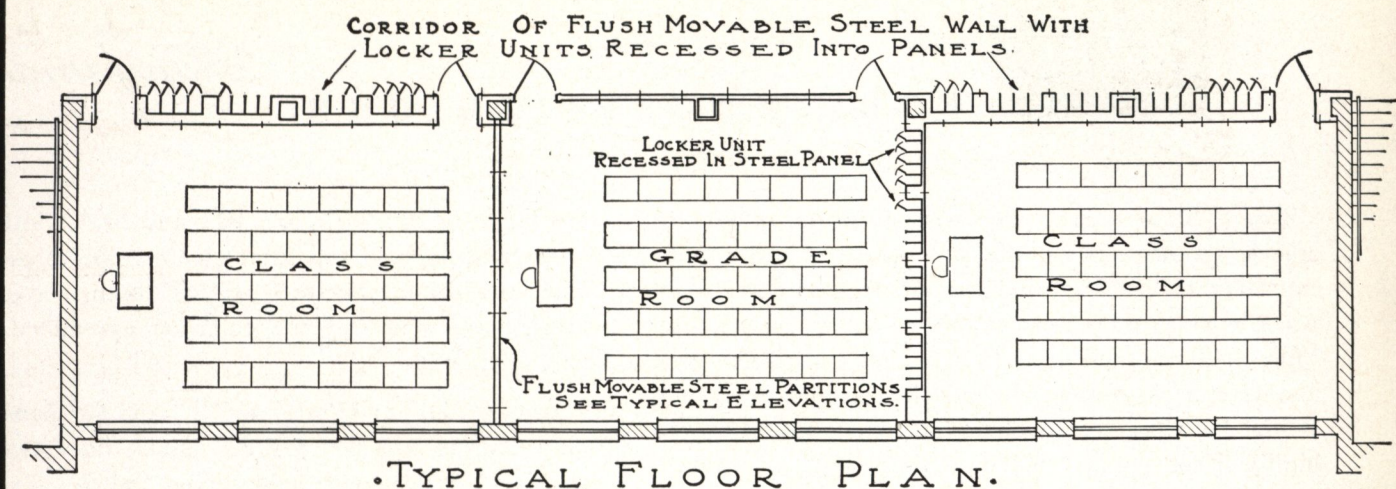 CORRIDOR OF FLUSH MOVABLE STEEL WALL WITH
LOCKER UNITS RECESSED INTO PANELS.
LOCKER UNIT
RECESSED IN STEEL PANEL
CLASS
ROOM
GRADE
ROOM
CLASS
ROOM
FLUSH MOVABLE STEEL PARTITIONS
SEE TYPICAL ELEVATIONS.
.TYPICAL FLOOR PLAN.